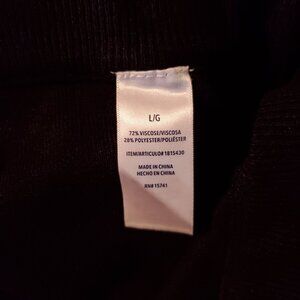 L/G
72% VISCOSE/VISCOSA
28% POLYESTER/POLIÉSTER
ITEM/ARTICULO# 1815430
MADE IN CHINA
HECHO EN CHINA
RN# 15741